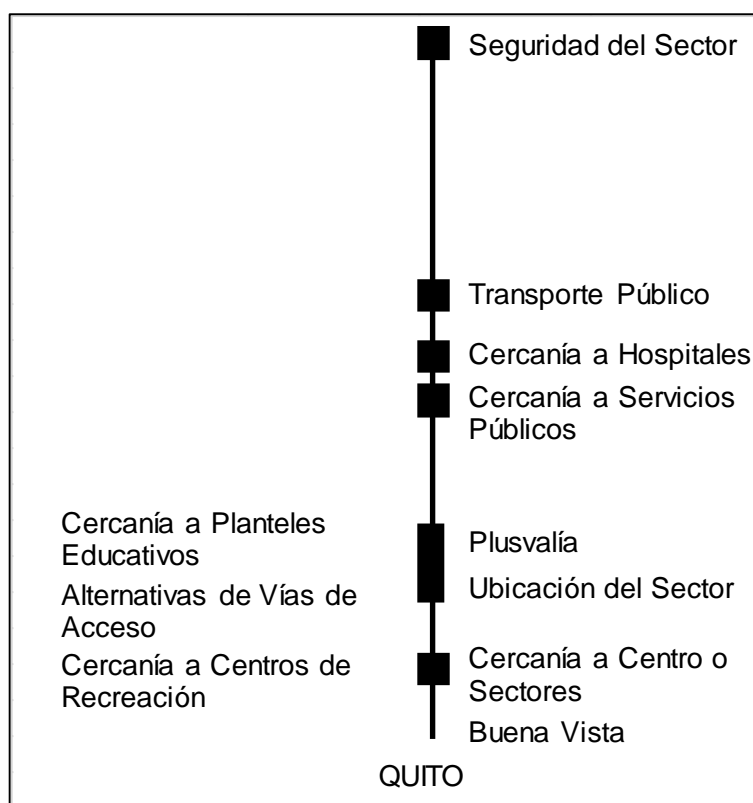 Seguridad del Sector
Transporte Público
Cercanía a Hospitales
Cercanía a Servicios
Públicos
Cercanía a Planteles
Educativos
Plusvalía
Alternativas de Vías de
Acceso
Ubicación del Sector
Cercanía a Centros de
Recreación
Cercanía a Centro o
Sectores
Buena Vista
QUITO